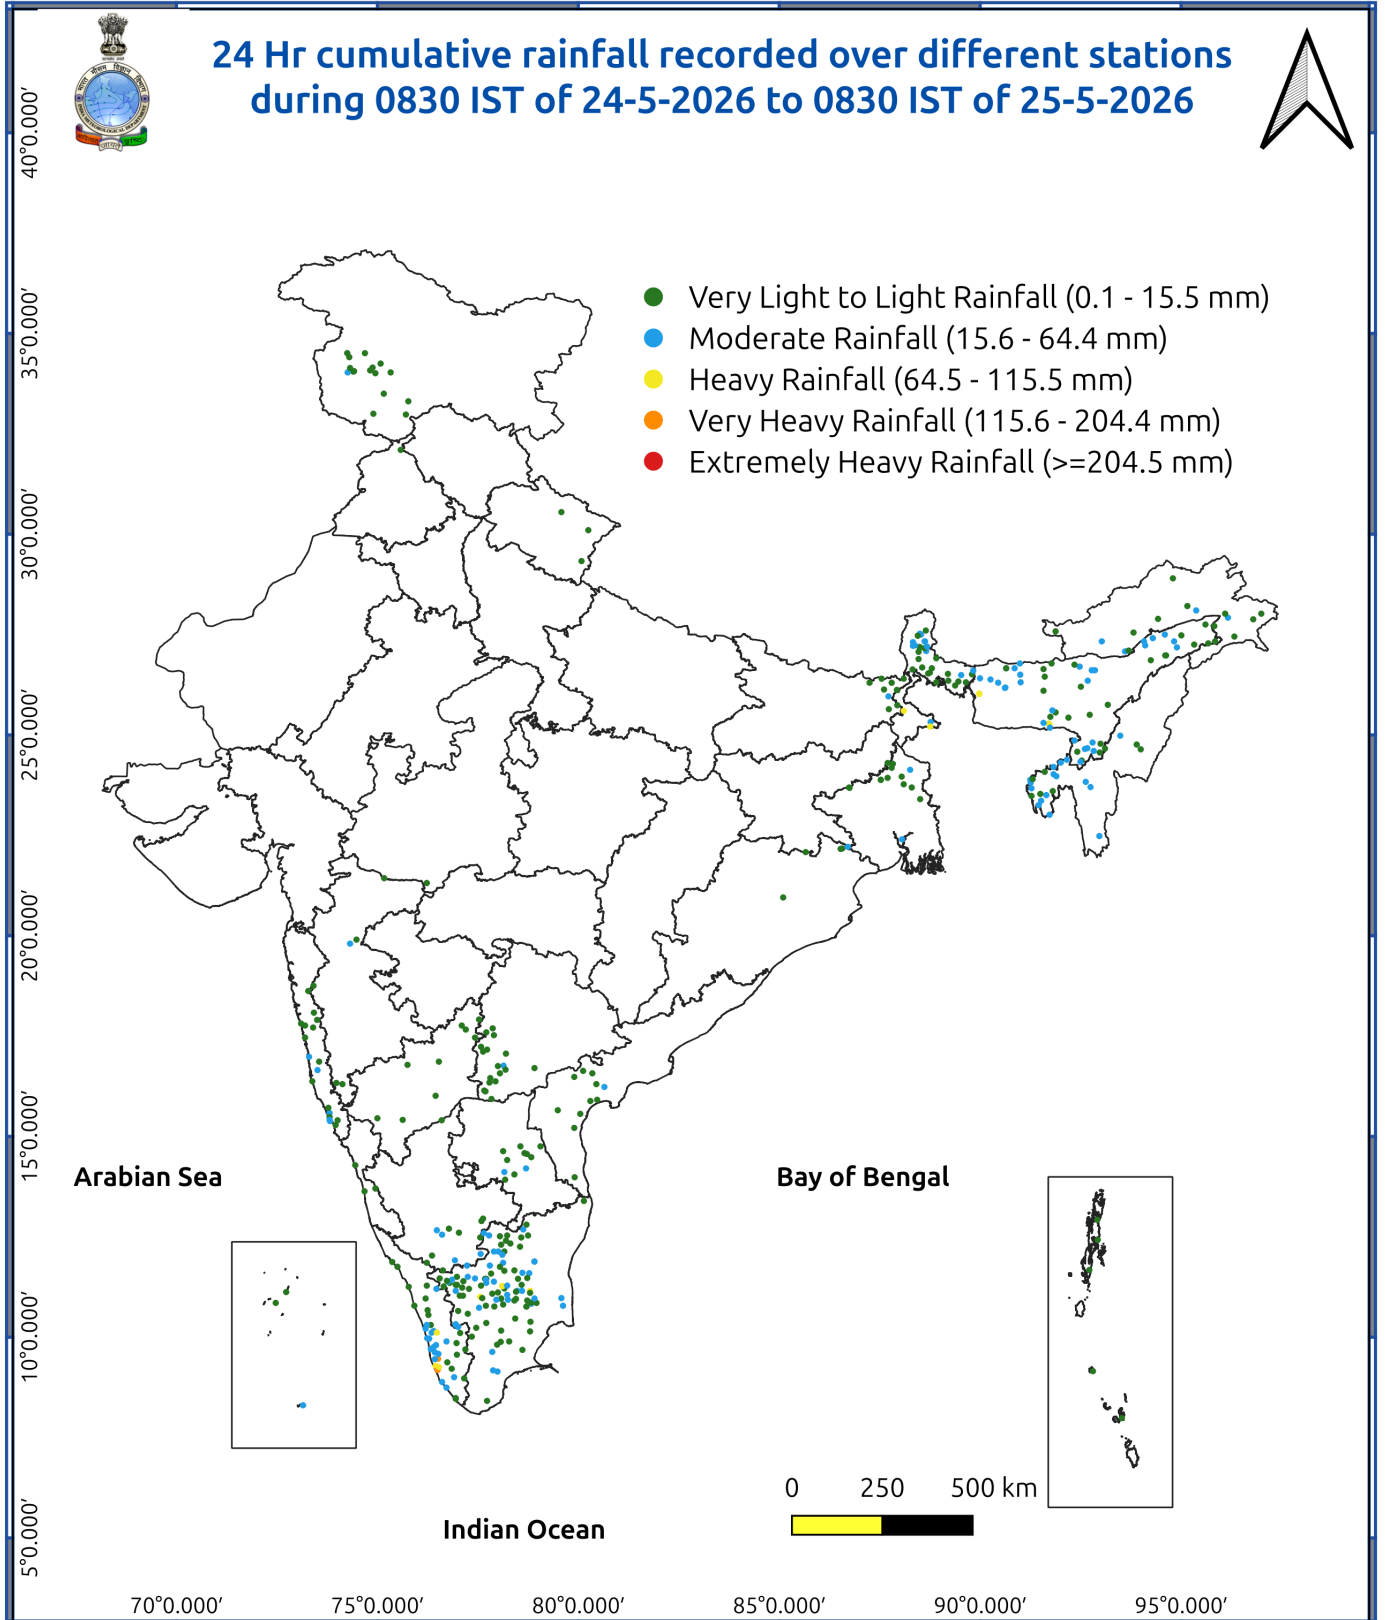 24 Hr cumulative rainfall recorded over different stations
during 0830 IST of 24-5-2026 to 0830 IST of 25-5-2026
Very Light to Light Rainfall (0.1 - 15.5 mm)
Moderate Rainfall (15.6 - 64.4 mm)
Heavy Rainfall (64.5 - 115.5 mm)
Very Heavy Rainfall (115.6 - 204.4 mm)
Extremely Heavy Rainfall (>=204.5 mm)
40°0.000′
35°0.000′
30°0.000′
25°0.000′
20°0.000′
15°0.000′
10°0.000′
5°0.000′
Arabian Sea
Bay of Bengal
Indian Ocean
0 250 500 km
70°0.000′ 75°0.000′ 80°0.000′ 85°0.000′ 90°0.000′ 95°0.000′